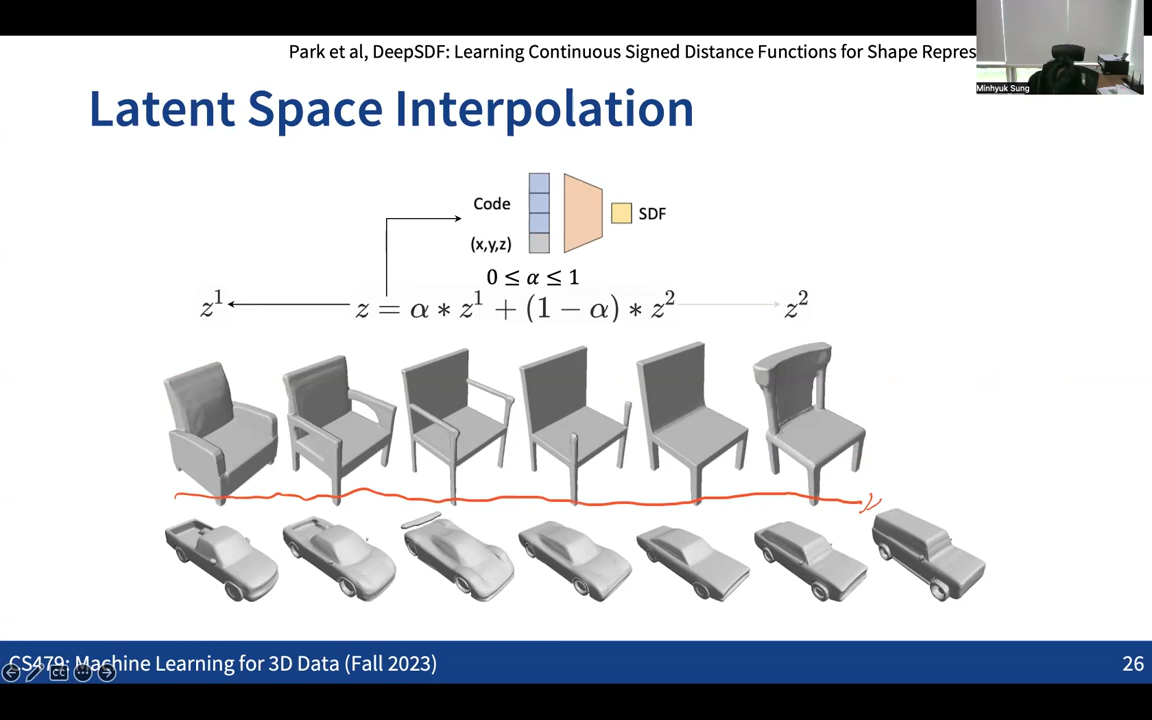 Park et al, DeepSDF: Learning Continuous Signed Distance Functions for Shape Repres
Minhyuk Sung
Latent Space Interpolation
Code
SDF
(x,y,z)
0 ≤ α ≤ 1
z¹
z = α ∗ z¹ + (1 − α) ∗ z²
z²
CS479: Machine Learning for 3D Data (Fall 2023)
CC
26